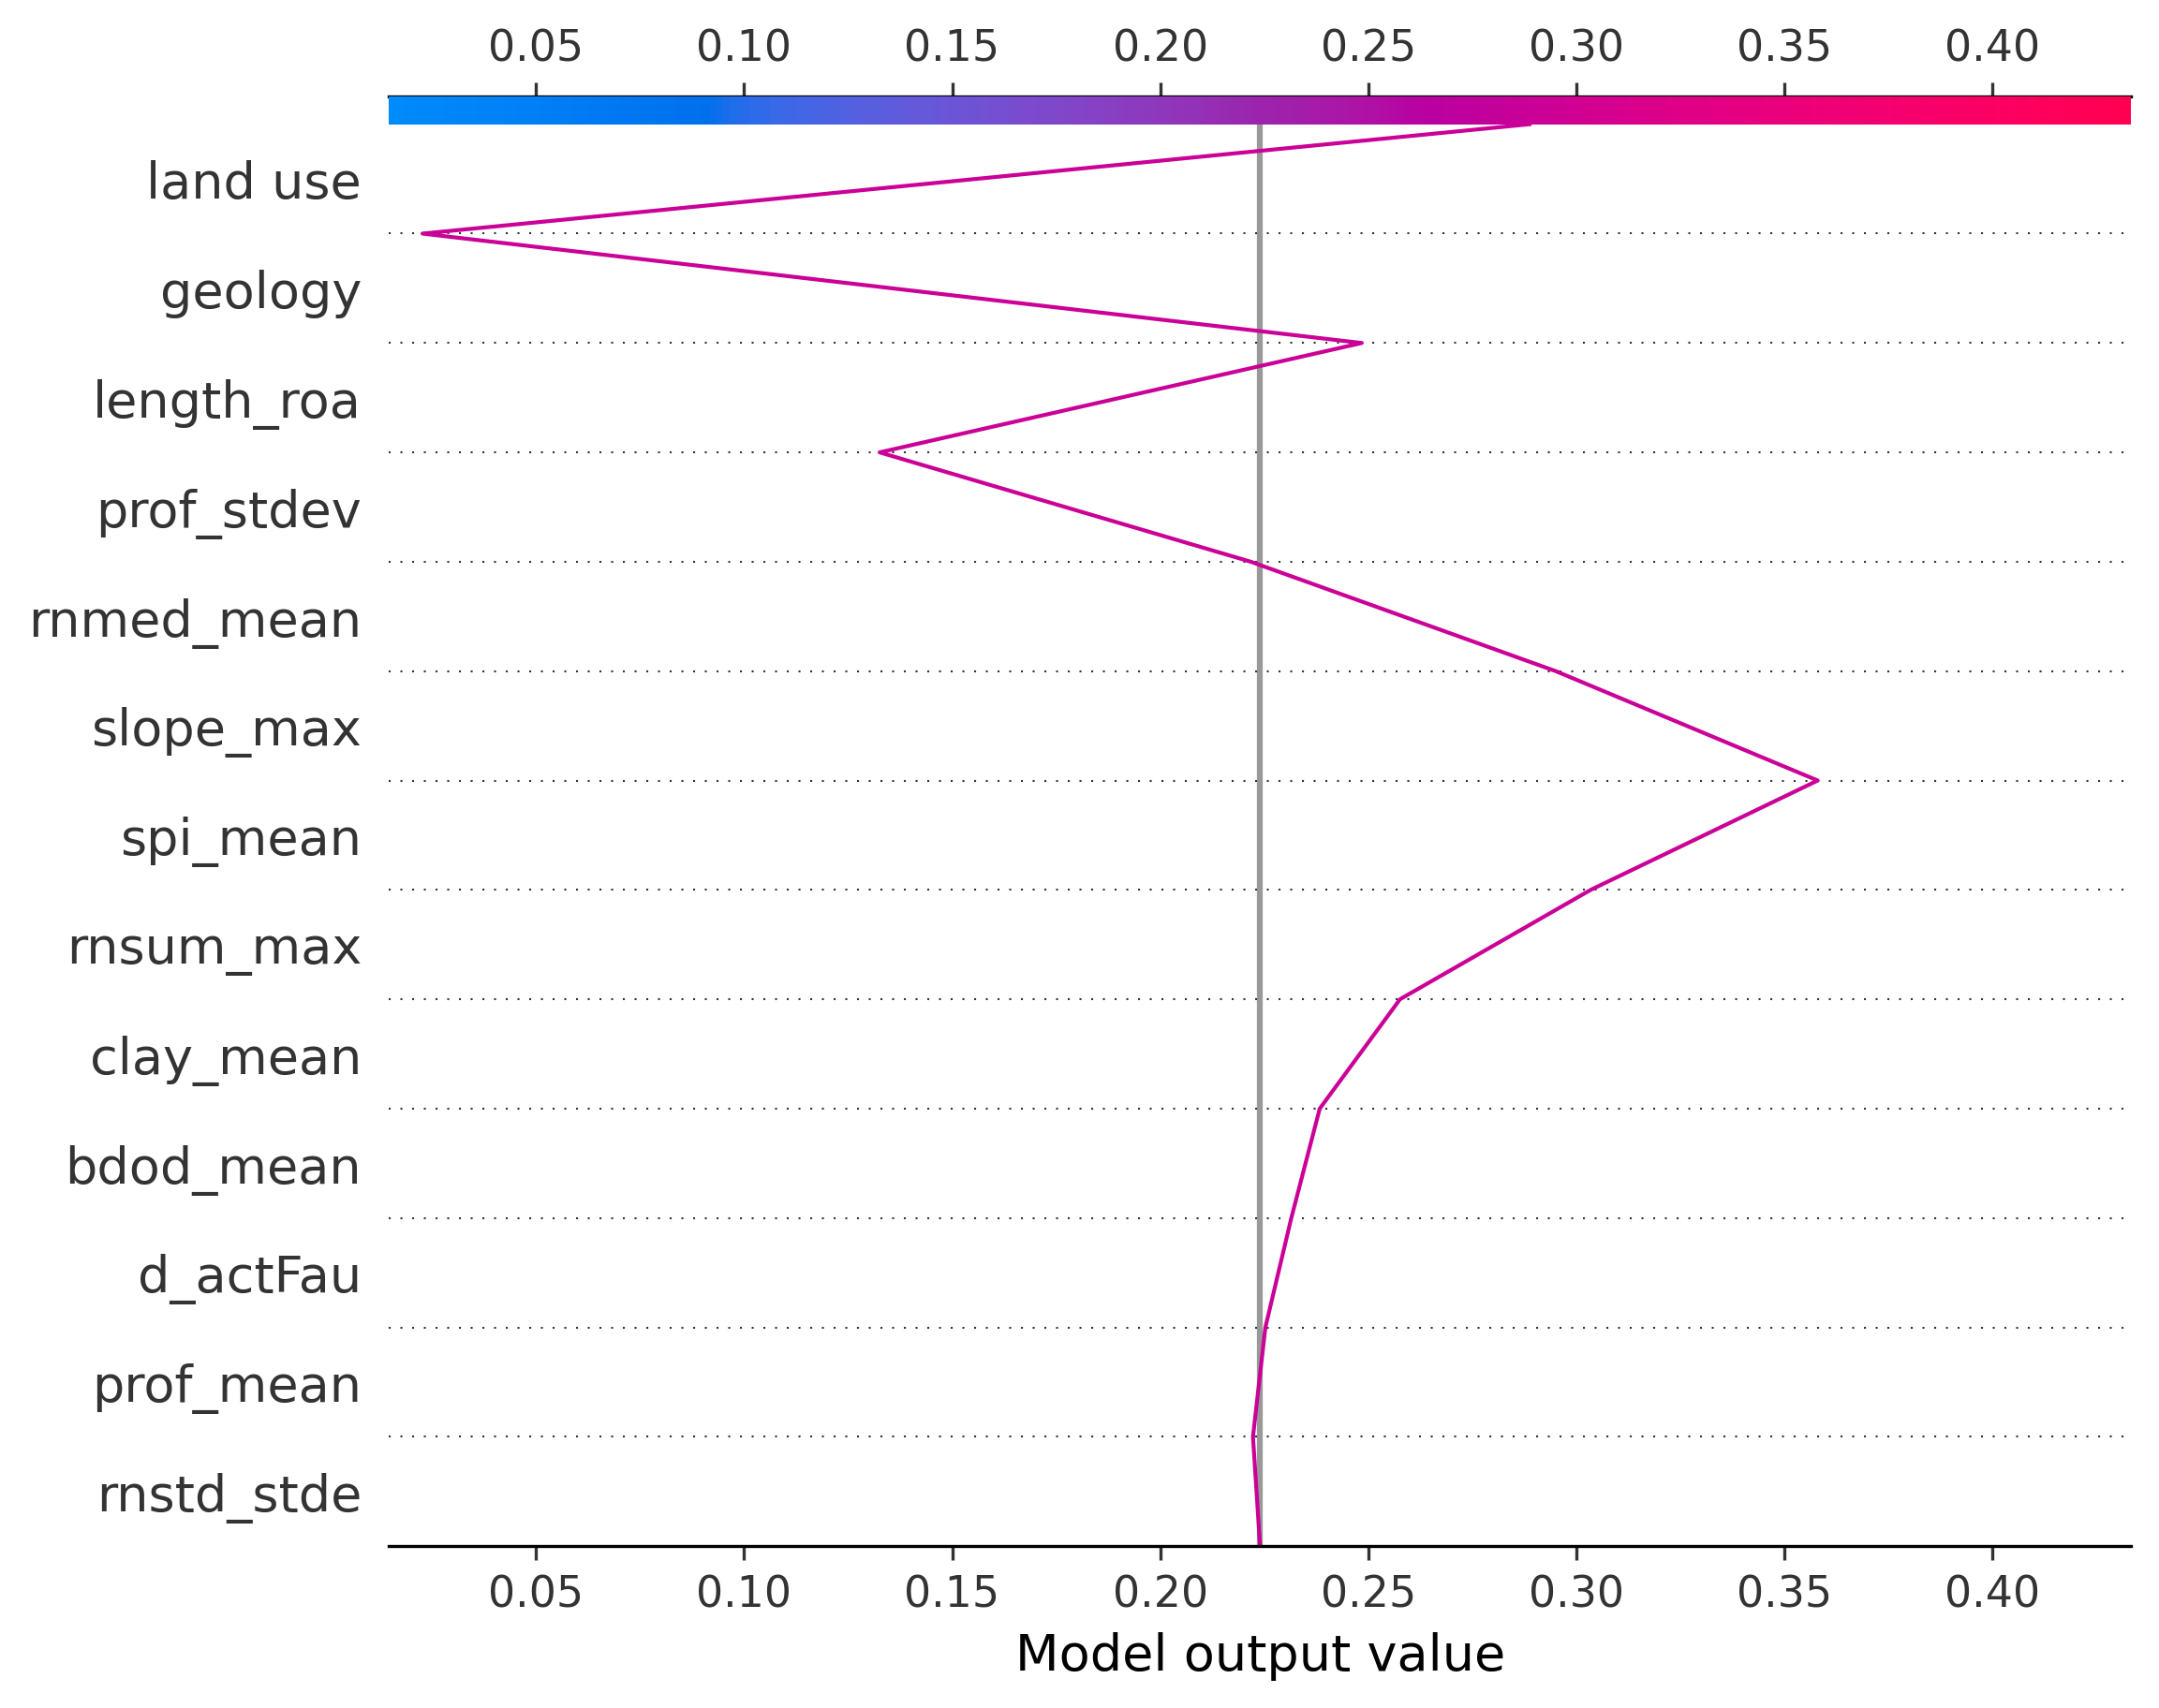 0.05 0.10 0.15 0.20 0.25 0.30 0.35 0.40
land use
geology
length_roa
prof_stdev
rnmed_mean
slope_max
spi_mean
rnsum_max
clay_mean
bdod_mean
d_actFau
prof_mean
rnstd_stde
0.05 0.10 0.15 0.20 0.25 0.30 0.35 0.40
Model output value